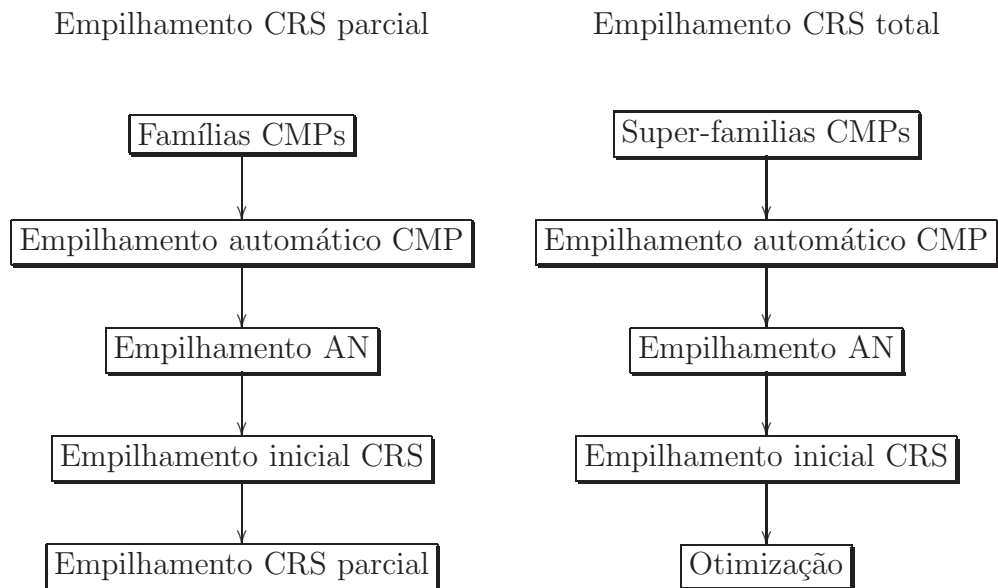 Empilhamento CRS parcial
Famílias CMPs
Empilhamento automático CMP
Empilhamento AN
Empilhamento inicial CRS
Empilhamento CRS parcial
Empilhamento CRS total
Super-familias CMPs
Empilhamento automático CMP
Empilhamento AN
Empilhamento inicial CRS
Otimização